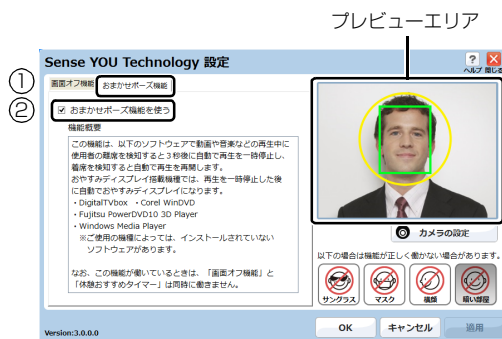 プレビューエリア
Sense YOU Technology 設定
? ×
ヘルプ 閉じる
① 画面オフ機能 おまかせポーズ機能
② おまかせポーズ機能を使う
機能概要
この機能は、以下のソフトウェアで動画や音楽などの再生中に
使用者の離席を検知すると3秒後に自動で再生を一時停止し、
着席を検知すると自動で再生を再開します。
おやすみディスプレイ搭載機種では、再生を一時停止した後
に自動でおやすみディスプレイになります。
・DigitalTVbox ・Corel WinDVD
・Fujitsu PowerDVD10 3D Player
・Windows Media Player
※ご使用の機種によっては、インストールされていない
ソフトウェアがあります。
なお、この機能が働いているときは、「画面オフ機能」と
「休憩おすすめタイマー」は同時に働きません。
カメラの設定
以下の場合は機能が正しく働かない場合があります。
サングラス マスク 横顔 暗い部屋
Version:3.0.0.0
OK キャンセル 適用